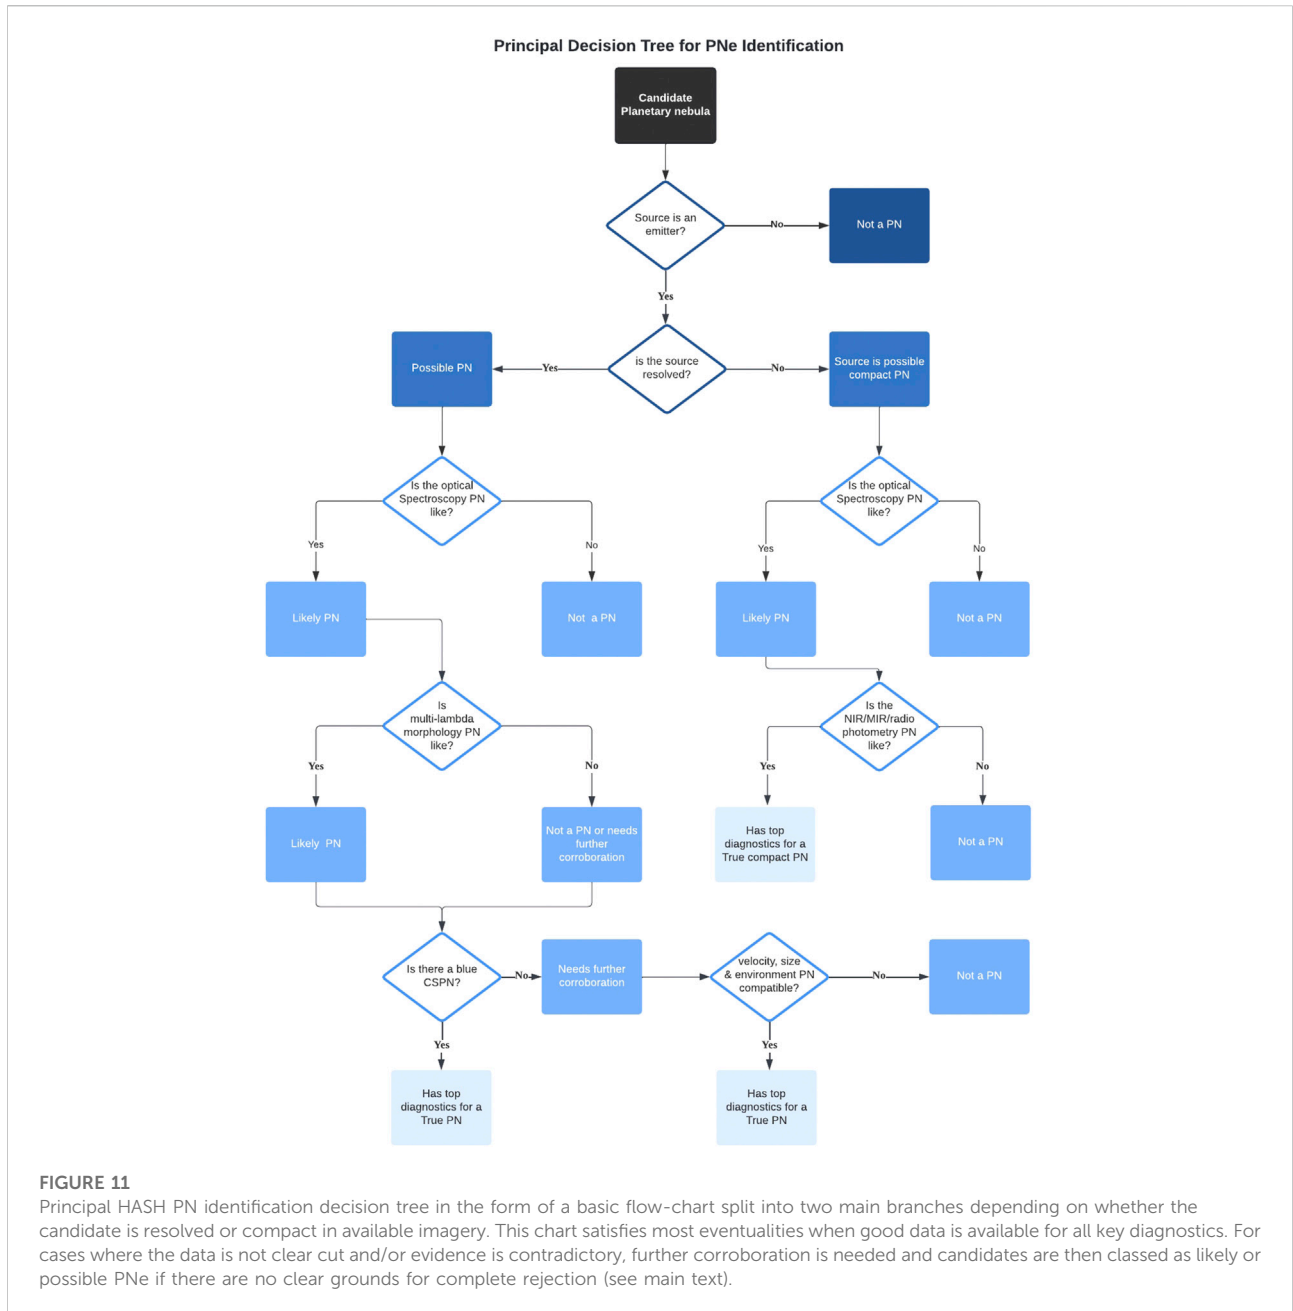 Principal Decision Tree for PNe Identification
Candidate
Planetary nebula
Source is an
emitter?
No
Not a PN
Yes
is the source
resolved?
Yes
Possible PN
No
Source is possible
compact PN
Is the optical
Spectroscopy PN
like?
Yes
No
Likely PN
Not a PN
Is the optical
Spectroscopy PN
like?
Yes
No
Likely PN
Not a PN
Is
multi-lambda
morphology PN
like?
Yes
No
Likely PN
Not a PN or needs
further
corroboration
Is the
NIR/MIR/radio
photometry PN
like?
Yes
No
Has top
diagnostics for a
True compact PN
Not a PN
Is there a blue
CSPN?
No
Needs further
corroboration
velocity, size
& environment PN
compatible?
No
Not a PN
Yes
Has top
diagnostics for a
True PN
Yes
Has top
diagnostics for a
True PN
FIGURE 11
Principal HASH PN identification decision tree in the form of a basic flow-chart split into two main branches depending on whether the
candidate is resolved or compact in available imagery. This chart satisfies most eventualities when good data is available for all key diagnostics. For
cases where the data is not clear cut and/or evidence is contradictory, further corroboration is needed and candidates are then classed as likely or
possible PNe if there are no clear grounds for complete rejection (see main text).